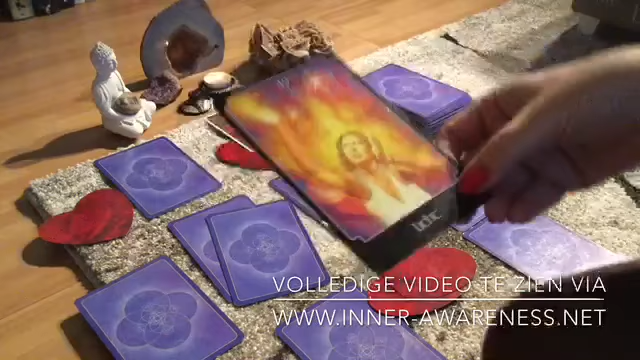 VOLLEDIGE VIDEO TE ZIEN VIA
WWW.INNER-AWARENESS.NET